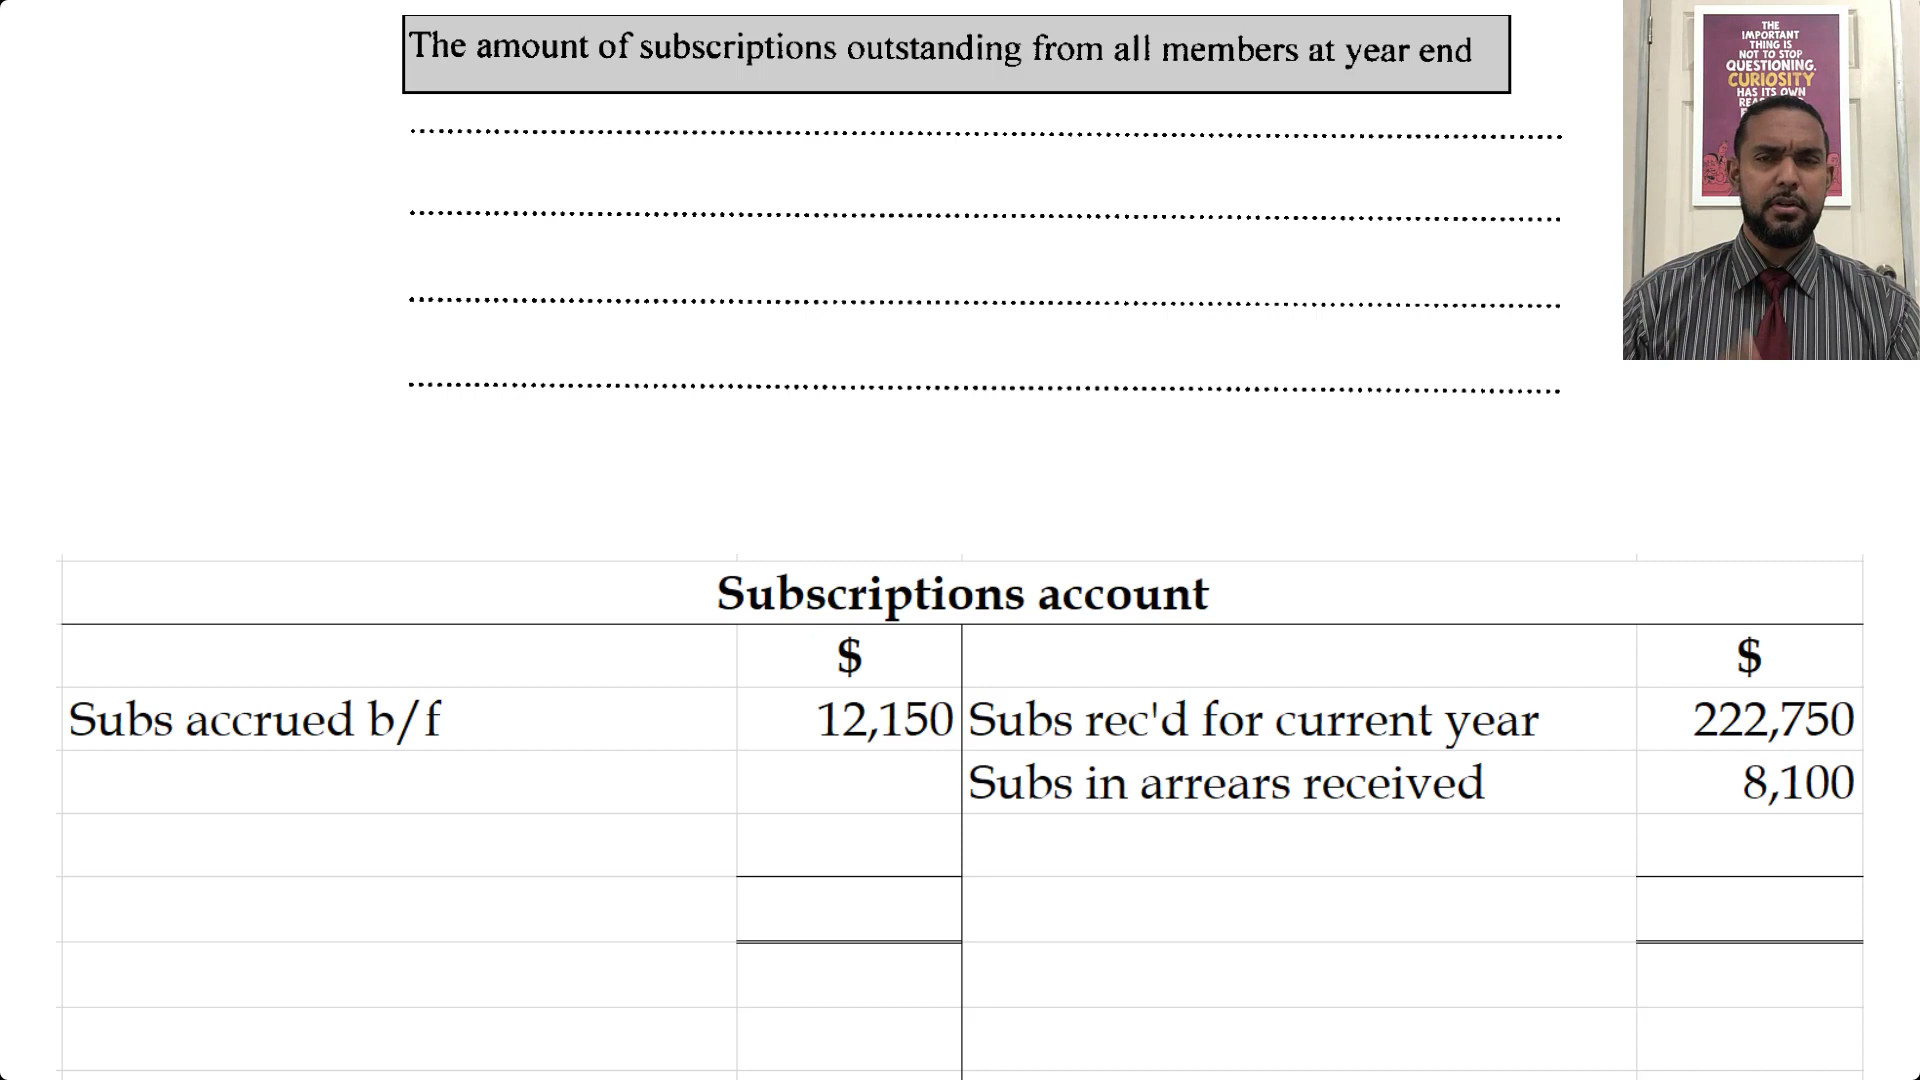 The amount of subscriptions outstanding from all members at year end
THE
IMPORTANT
THING IS
NOT TO STOP
QUESTIONING.
CURIOSITY
HAS ITS OWN
Subscriptions account
$ $
Subs accrued b/f 12,150 Subs rec'd for current year 222,750
Subs in arrears received 8,100